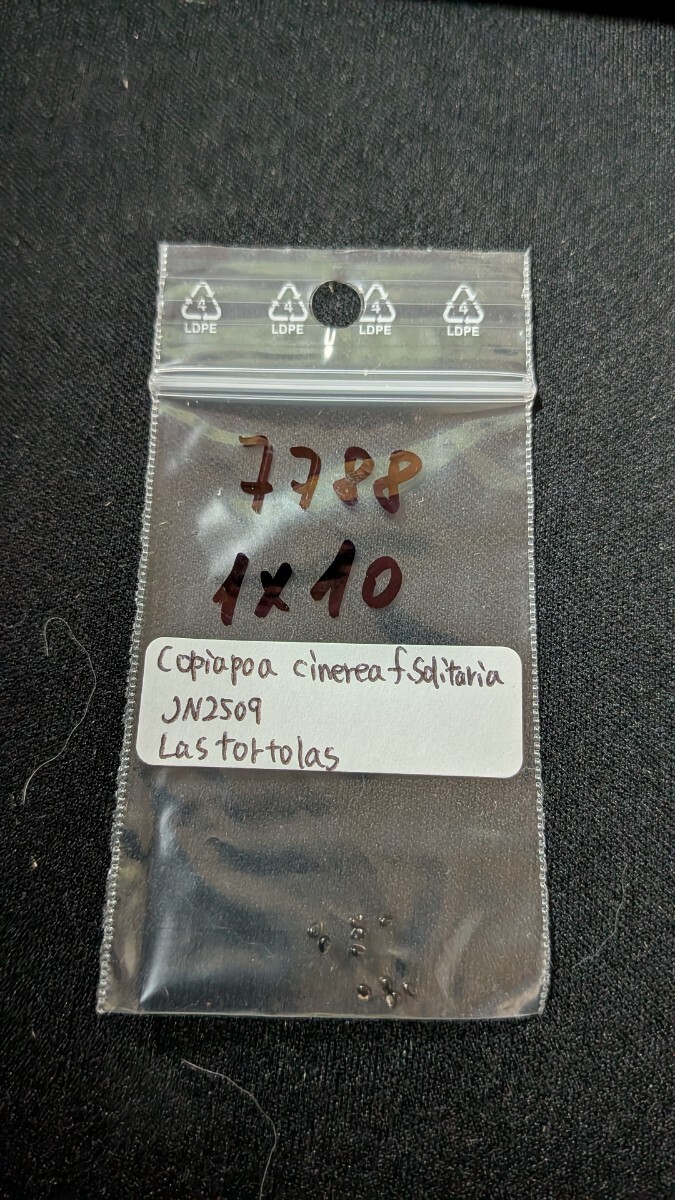 4 4 4 4
LDPE LDPE LDPE LDPE
7788
1x10
Copiapoa cinerea f. Solitaria
JN2509
Las tortolas